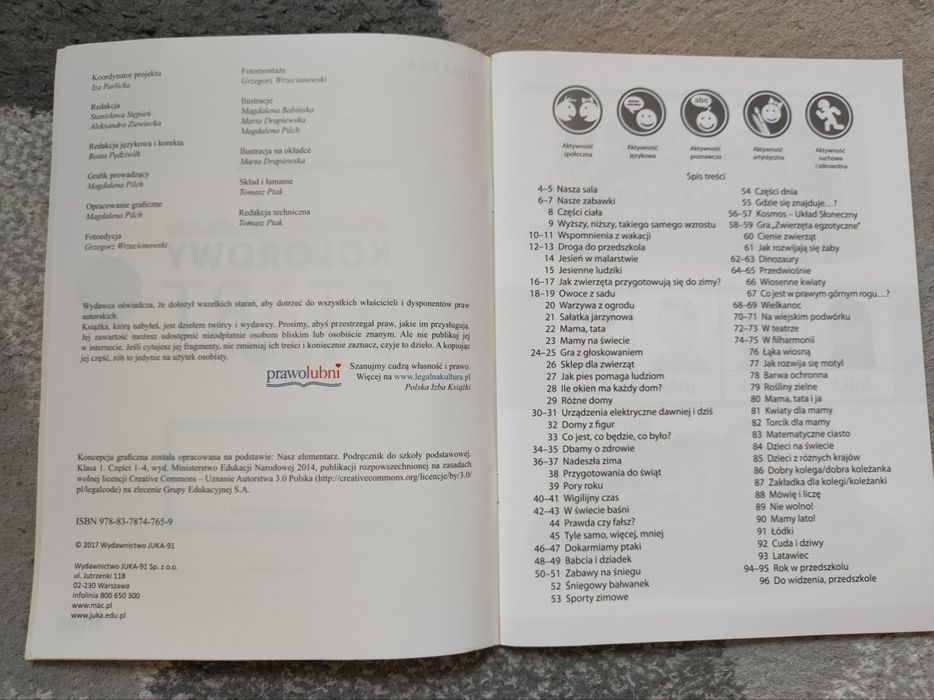 Koordynator projektu
Iza Parlicka
Redakcja
Stanisława Stępień
Aleksandra Ziewiecka
Redakcja językowa i korekta
Beata Pędziwilk
Grafik prowadzący
Magdalena Pilch
Opracowanie graficzne
Magdalena Pilch
Fotoedycja
Grzegorz Wrzecionowski
Fotomontaże
Grzegorz Wrzecionowski
Ilustracje
Magdalena Babińska
Marta Drapiewska
Magdalena Pilch
Ilustracja na okładce
Marta Drapiewska
Skład i łamanie
Tomasz Ptak
Redakcja techniczna
Tomasz Ptak
Wydawca oświadcza, że dołożył wszelkich starań, aby dotrzeć do wszystkich właścicieli i dysponentów praw
autorskich.
Książka, którą nabyłeś, jest dziełem twórcy i wydawcy. Prosimy, abyś przestrzegał praw, jakie im przysługują.
Jej zawartość możesz udostępnić nieodpłatnie osobom bliskim lub osobiście znanym. Ale nie publikuj jej
w internecie. Jeśli cytujesz jej fragmenty, nie zmieniaj ich treści i koniecznie zaznacz, czyje to dzieło. A kopiując
jej część, rób to jedynie na użytek osobisty.
prawolubni
Szanujmy cudzą własność i prawo.
Więcej na www.legalnakultura.pl
Polska Izba Książki
Koncepcja graficzna została opracowana na podstawie: Nasz elementarz. Podręcznik do szkoły podstawowej.
Klasa 1. Części 1–4, wyd. Ministerstwo Edukacji Narodowej 2014, publikacji rozpowszechnionej na zasadach
wolnej licencji Creative Commons – Uznanie Autorstwa 3.0 Polska (http://creativecommons.org/licencje/by/3.0/
pl/legalcode) na zlecenie Grupy Edukacyjnej S.A.
ISBN 978-83-7874-765-9
© 2017 Wydawnictwo JUKA-91
Wydawnictwo JUKA-91 Sp. z o.o.
ul. Jutrzenki 118
02-230 Warszawa
infolinia 800 650 300
www.mac.pl
www.juka.edu.pl
abc
Aktywność
społeczna
Aktywność
językowa
Aktywność
poznawcza
Aktywność
artystyczna
Aktywność
ruchowa
i zdrowotna
Spis treści
4–5 Nasza sala
6–7 Nasze zabawki
8 Części ciała
9 Wyższy, niższy, takiego samego wzrostu
10–11 Wspomnienia z wakacji
12–13 Droga do przedszkola
14 Jesień w malarstwie
15 Jesienne ludziki
16–17 Jak zwierzęta przygotowują się do zimy?
18–19 Owoce z sadu
20 Warzywa z ogrodu
21 Sałatka jarzynowa
22 Mama, tata
23 Mamy na świecie
24–25 Gra z głoskowaniem
26 Sklep dla zwierząt
27 Jak pies pomaga ludziom
28 Ile okien ma każdy dom?
29 Różne domy
30–31 Urządzenia elektryczne dawniej i dziś
32 Domy z figur
33 Co jest, co będzie, co było?
34–35 Dbamy o zdrowie
36–37 Nadeszła zima
38 Przygotowania do świąt
39 Pory roku
40–41 Wigilijny czas
42–43 W świecie baśni
44 Prawda czy fałsz?
45 Tyle samo, więcej, mniej
46–47 Dokarmiamy ptaki
48–49 Babcia i dziadek
50–51 Zabawy na śniegu
52 Śniegowy bałwanek
53 Sporty zimowe
54 Części dnia
55 Gdzie się znajduje...?
56–57 Kosmos – Układ Słoneczny
58–59 Gra „Zwierzęta egzotyczne”
60 Cienie zwierząt
61 Jak rozwijają się żaby
62–63 Dinozaury
64–65 Przedwiośnie
66 Wiosenne kwiaty
67 Co jest w prawym górnym rogu...?
68–69 Wielkanoc
70–71 Na wiejskim podwórku
72–73 W teatrze
74–75 W filharmonii
76 Łąka wiosną
77 Jak rozwija się motyl
78 Barwa ochronna
79 Rośliny zielne
80 Mama, tata i ja
81 Kwiaty dla mamy
82 Torcik dla mamy
83 Matematyczne ciasto
84 Dzieci na świecie
85 Dzieci z różnych krajów
86 Dobry kolega/dobra koleżanka
87 Zakładka dla kolegi/koleżanki
88 Mówię i liczę
89 Nie wolno!
90 Mamy lato!
91 Łódki
92 Cuda i dziwy
93 Latawiec
94–95 Rok w przedszkolu
96 Do widzenia, przedszkole